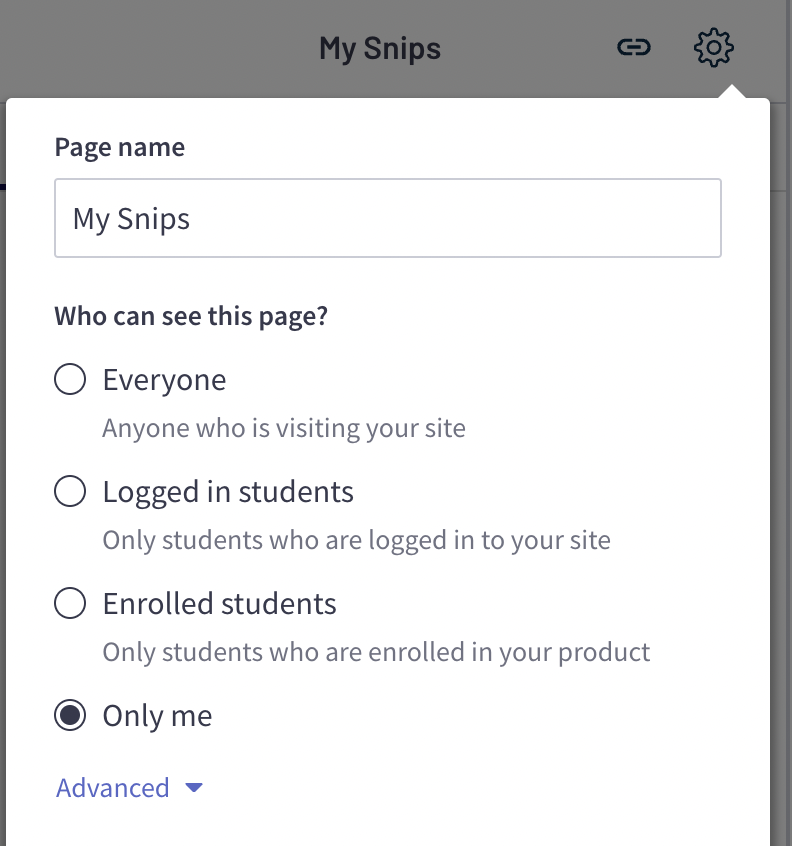 My Snips
Page name
My Snips
Who can see this page?
Everyone
Anyone who is visiting your site
Logged in students
Only students who are logged in to your site
Enrolled students
Only students who are enrolled in your product
Only me
Advanced